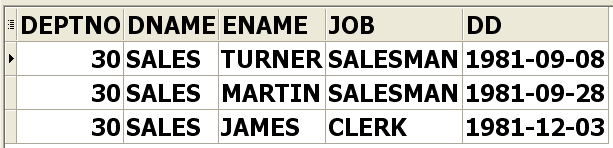 DEPTNO DNAME ENAME JOB DD
30 SALES TURNER SALESMAN 1981-09-08
30 SALES MARTIN SALESMAN 1981-09-28
30 SALES JAMES CLERK 1981-12-03